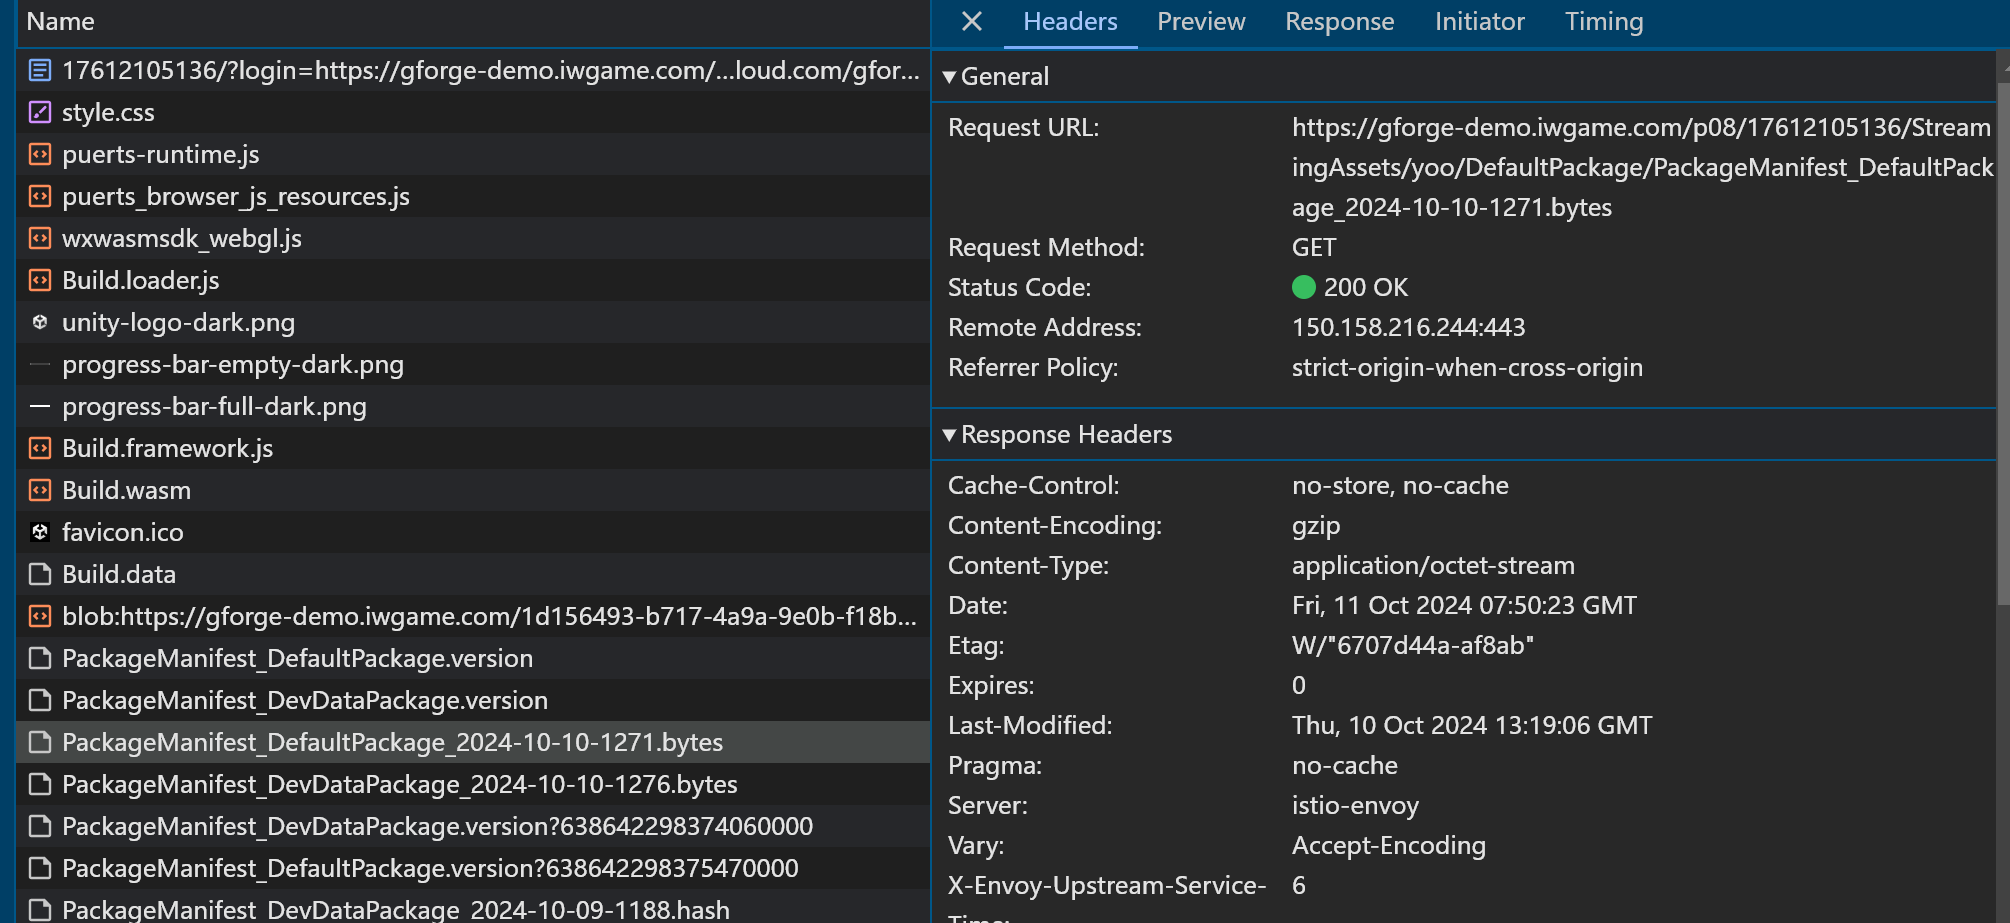 Name
17612105136/?login=https://gforge-demo.iwgame.com/...loud.com/gfor...
style.css
puerts-runtime.js
puerts_browser_js_resources.js
wxwasmsdk_webgl.js
Build.loader.js
unity-logo-dark.png
progress-bar-empty-dark.png
progress-bar-full-dark.png
Build.framework.js
Build.wasm
favicon.ico
Build.data
blob:https://gforge-demo.iwgame.com/1d156493-b717-4a9a-9e0b-f18b...
PackageManifest_DefaultPackage.version
PackageManifest_DevDataPackage.version
PackageManifest_DefaultPackage_2024-10-10-1271.bytes
PackageManifest_DevDataPackage_2024-10-10-1276.bytes
PackageManifest_DevDataPackage.version?638642298374060000
PackageManifest_DefaultPackage.version?638642298375470000
PackageManifest_DevDataPackage_2024-10-09-1188.hash
Headers Preview Response Initiator Timing
General
Request URL: https://gforge-demo.iwgame.com/p08/17612105136/Stream
ingAssets/yoo/DefaultPackage/PackageManifest_DefaultPack
age_2024-10-10-1271.bytes
Request Method: GET
Status Code: 200 OK
Remote Address: 150.158.216.244:443
Referrer Policy: strict-origin-when-cross-origin
Response Headers
Cache-Control: no-store, no-cache
Content-Encoding: gzip
Content-Type: application/octet-stream
Date: Fri, 11 Oct 2024 07:50:23 GMT
Etag: W/"6707d44a-af8ab"
Expires: 0
Last-Modified: Thu, 10 Oct 2024 13:19:06 GMT
Pragma: no-cache
Server: istio-envoy
Vary: Accept-Encoding
X-Envoy-Upstream-Service- 6
Time: